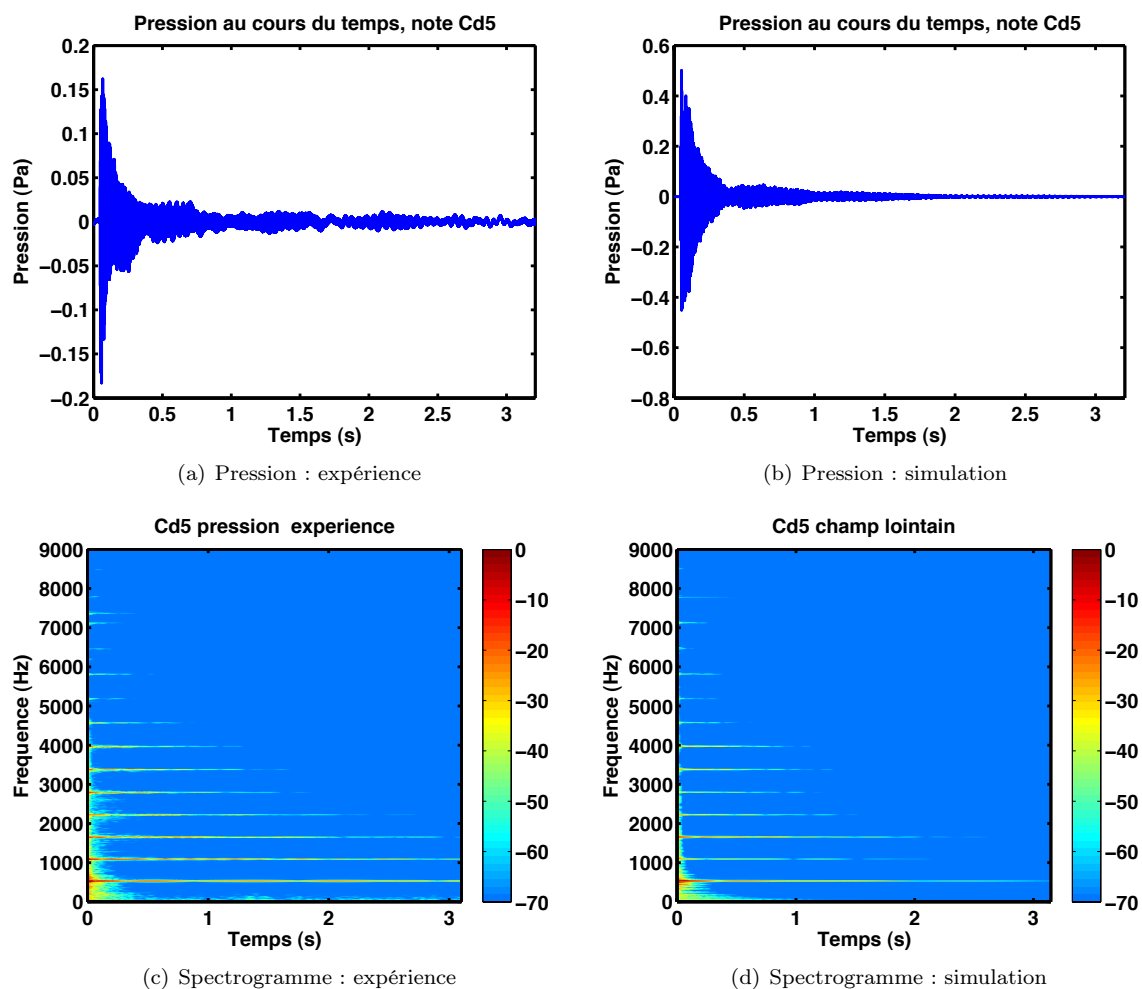 Pression au cours du temps, note Cd5
0.2
0.15
0.1
0.05
0
−0.05
−0.1
−0.15
−0.2
Pression (Pa)
0 0.5 1 1.5 2 2.5 3
Temps (s)
(a) Pression : expérience
Pression au cours du temps, note Cd5
0.6
0.4
0.2
0
−0.2
−0.4
−0.6
−0.8
Pression (Pa)
0 0.5 1 1.5 2 2.5 3
Temps (s)
(b) Pression : simulation
Cd5 pression experience
9000
8000
7000
6000
5000
4000
3000
2000
1000
0
Frequence (Hz)
0 1 2 3
Temps (s)
0
−10
−20
−30
−40
−50
−60
−70
(c) Spectrogramme : expérience
Cd5 champ lointain
9000
8000
7000
6000
5000
4000
3000
2000
1000
0
Frequence (Hz)
0 1 2 3
Temps (s)
0
−10
−20
−30
−40
−50
−60
−70
(d) Spectrogramme : simulation